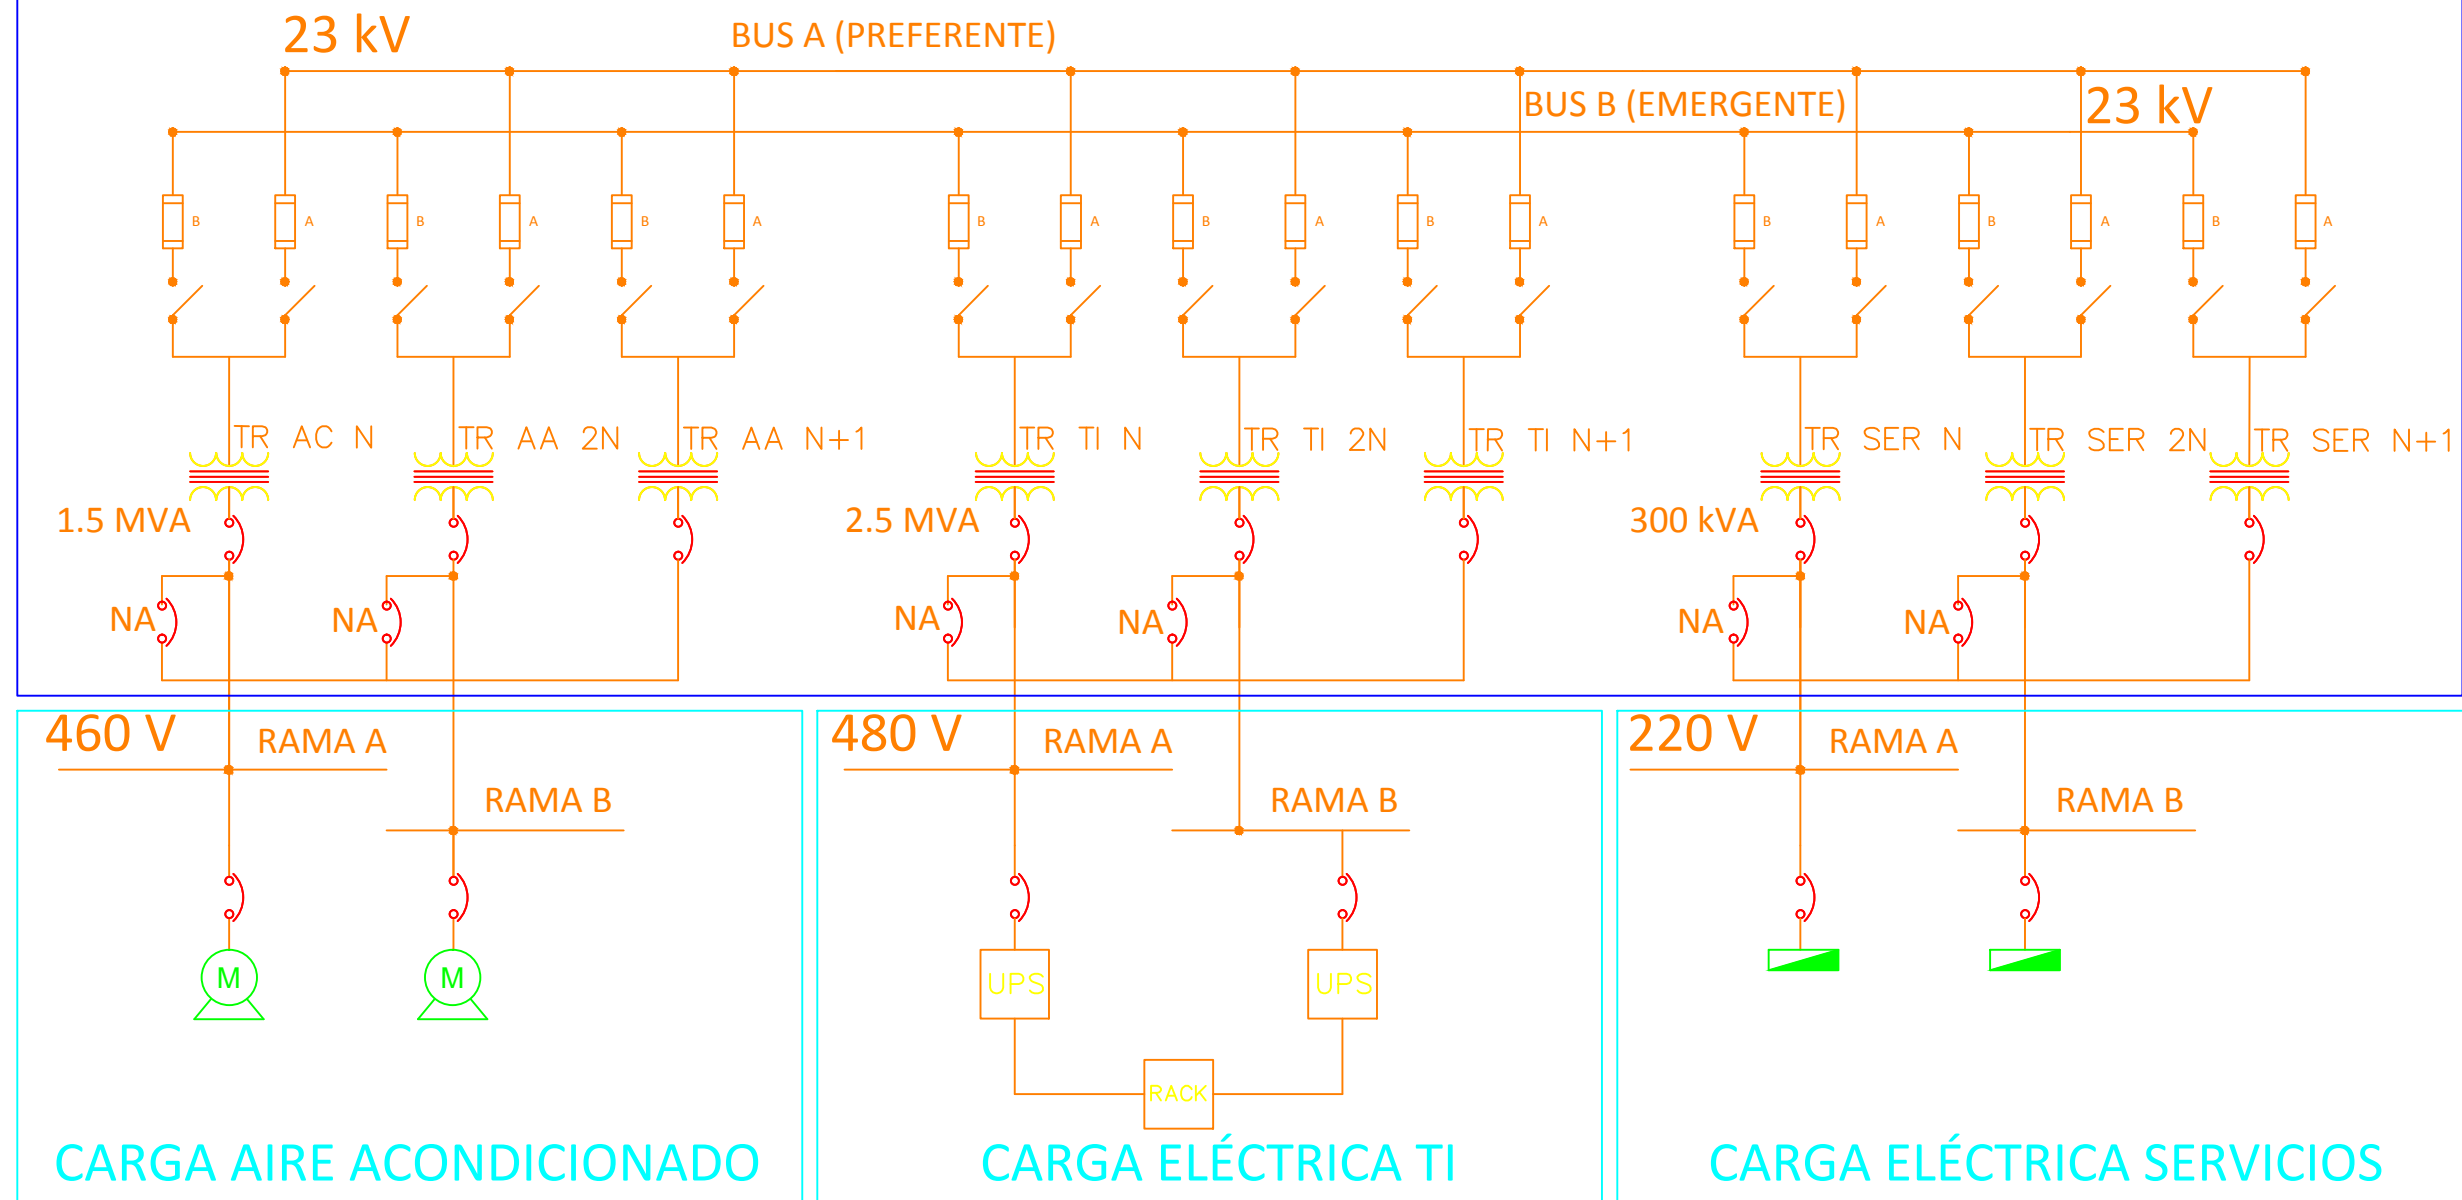 23 kV
BUS A (PREFERENTE)
BUS B (EMERGENTE)
23 kV
B A B A B A B A B A B A B A B A B A
TR AC N
TR AA 2N
TR AA N+1
TR TI N
TR TI 2N
TR TI N+1
TR SER N
TR SER 2N
TR SER N+1
1.5 MVA
2.5 MVA
300 kVA
NA
NA
NA
NA
NA
NA
460 V
RAMA A
480 V
RAMA A
220 V
RAMA A
RAMA B
RAMA B
RAMA B
M
M
UPS
UPS
RACK
CARGA AIRE ACONDICIONADO
CARGA ELÉCTRICA TI
CARGA ELÉCTRICA SERVICIOS